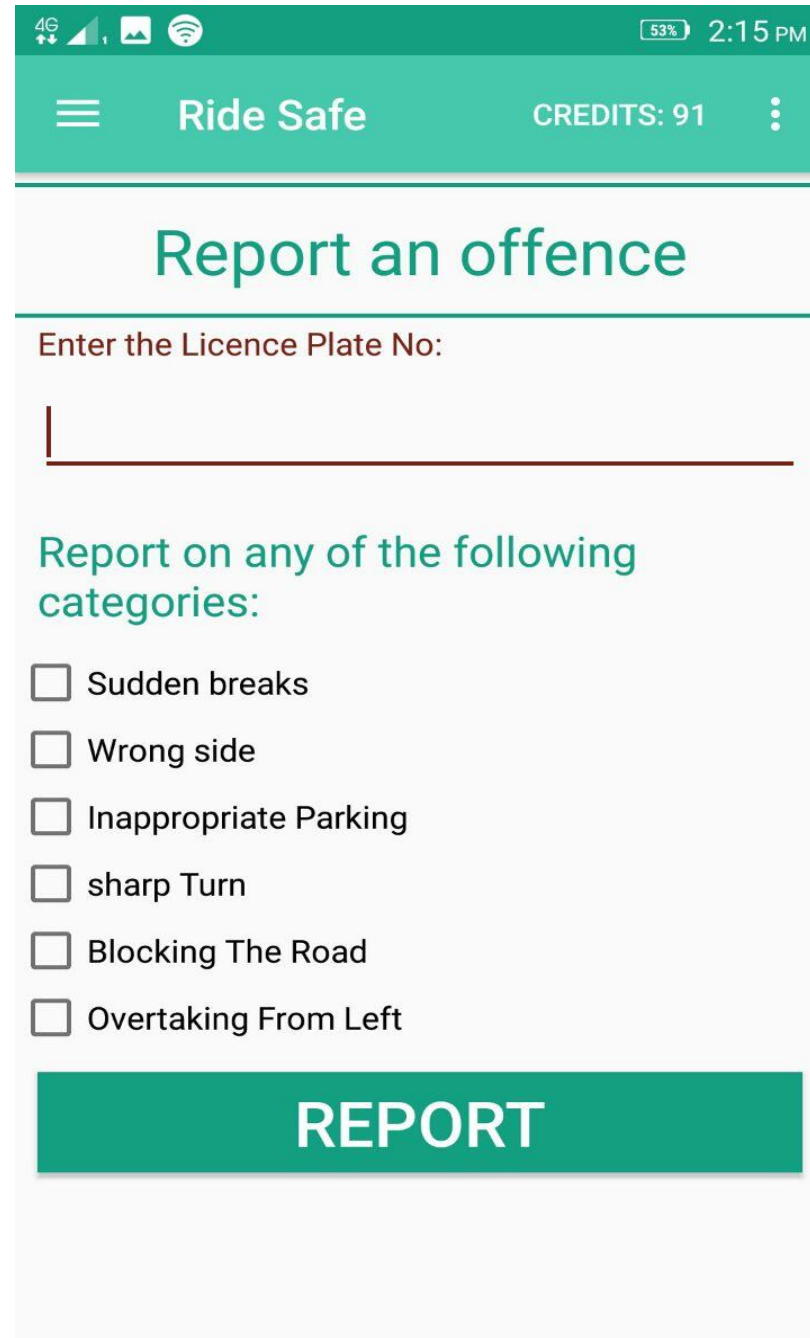 4G 1 53% 2:15 PM
Ride Safe CREDITS: 91
Report an offence
Enter the Licence Plate No:
Report on any of the following
categories:
Sudden breaks
Wrong side
Inappropriate Parking
sharp Turn
Blocking The Road
Overtaking From Left
REPORT